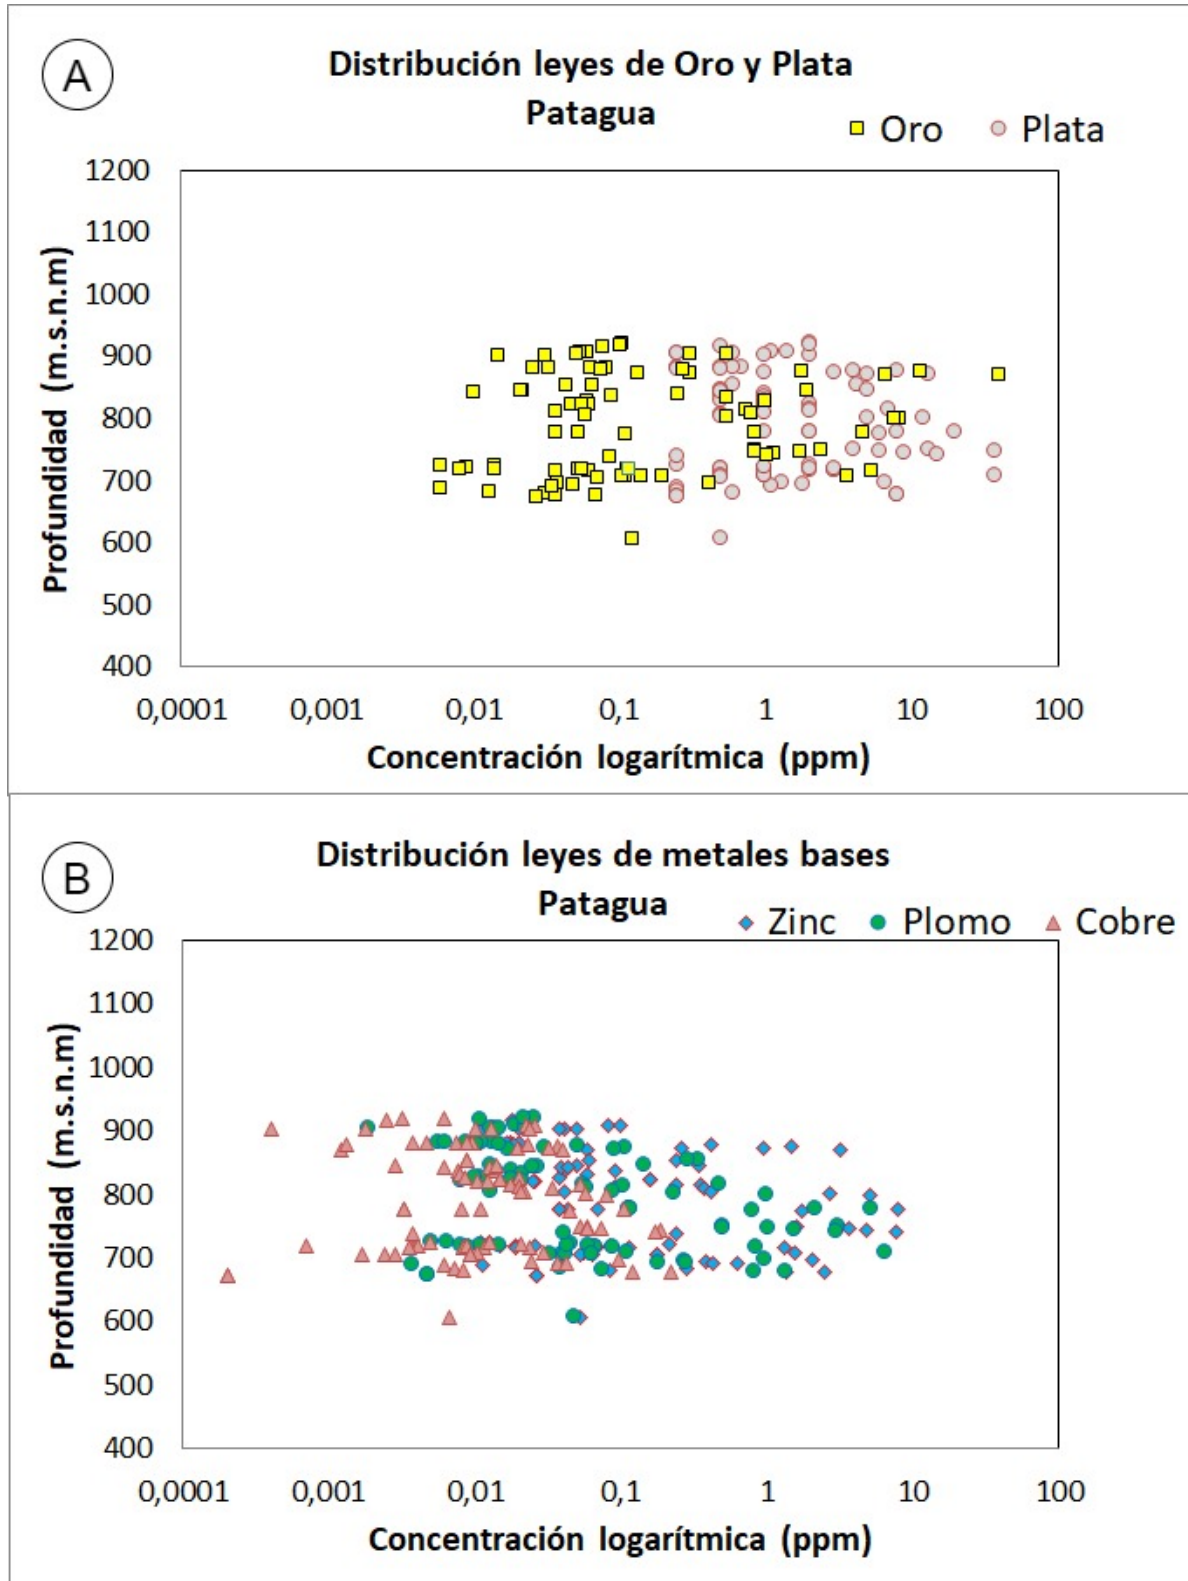 A
Distribución leyes de Oro y Plata
Patagua
Oro Plata
1200
1100
1000
900
800
700
600
500
400
Profundidad (m.s.n.m)
0,0001 0,001 0,01 0,1 1 10 100
Concentración logarítmica (ppm)
B
Distribución leyes de metales bases
Patagua
Zinc Plomo Cobre
1200
1100
1000
900
800
700
600
500
400
Profundidad (m.s.n.m)
0,0001 0,001 0,01 0,1 1 10 100
Concentración logarítmica (ppm)